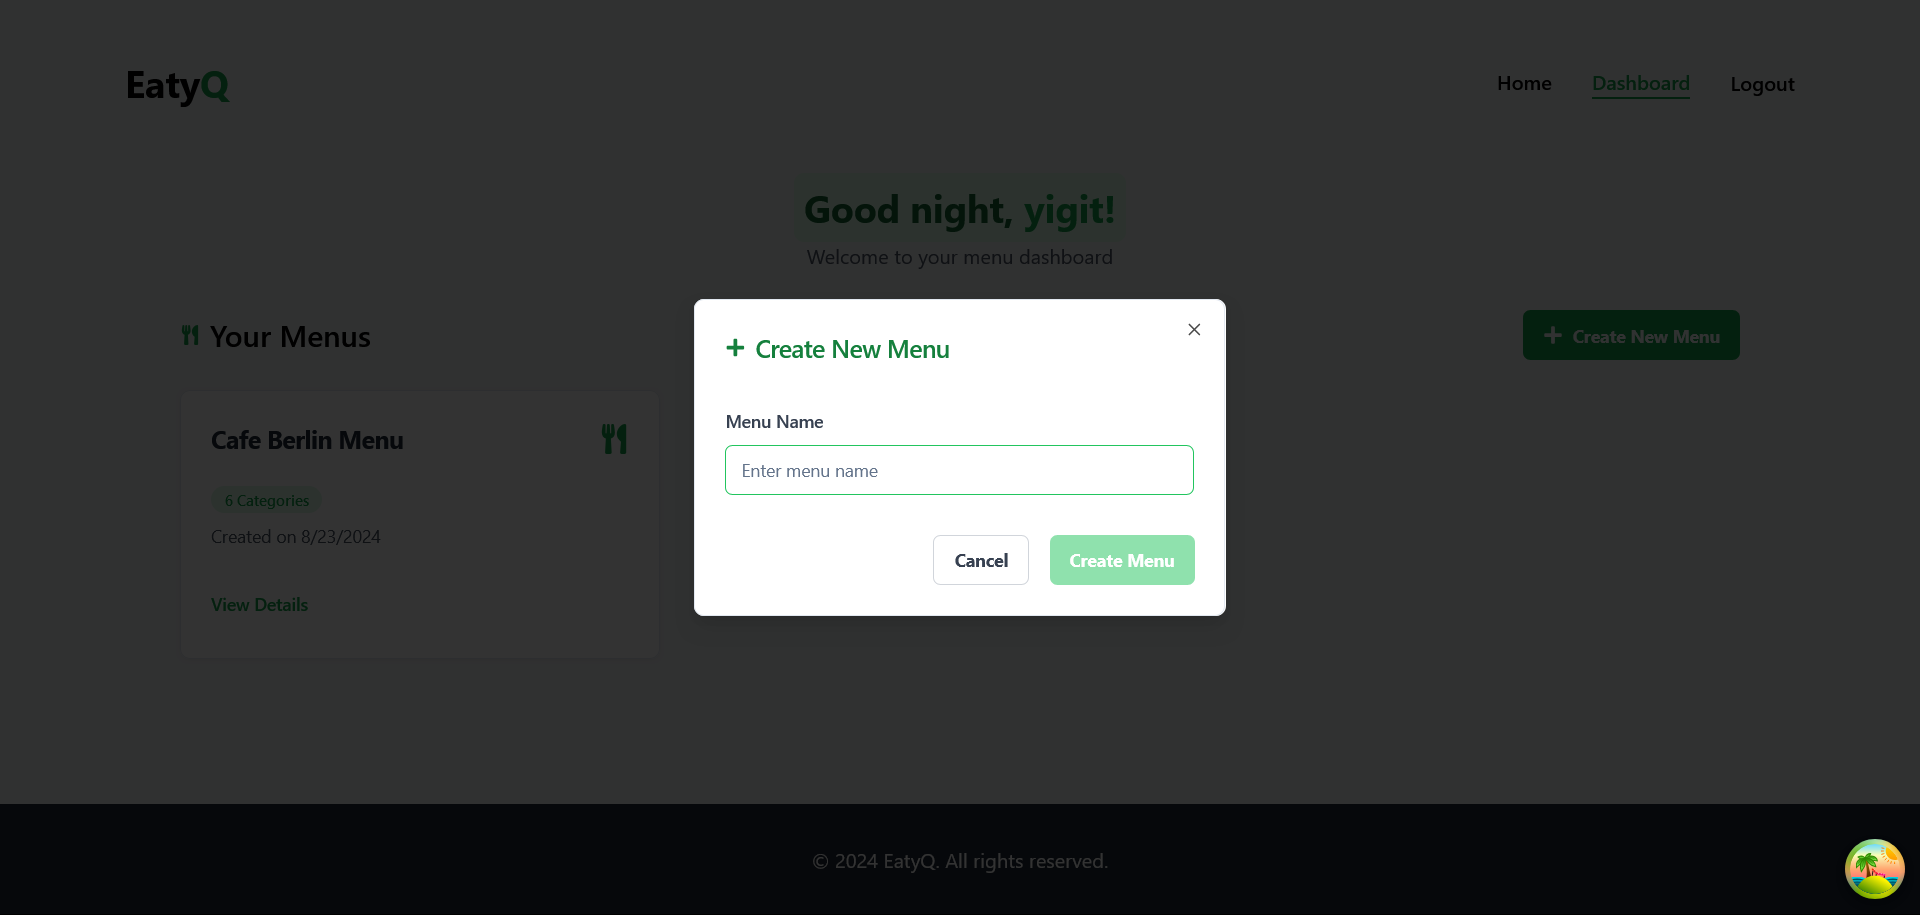 EatyQ
Home
Dashboard
Logout
Good night, yigit!
Welcome to your menu dashboard
Your Menus
Create New Menu
Cafe Berlin Menu
6 Categories
Created on 8/23/2024
View Details
Create New Menu
Menu Name
Enter menu name
Cancel
Create Menu
© 2024 EatyQ. All rights reserved.